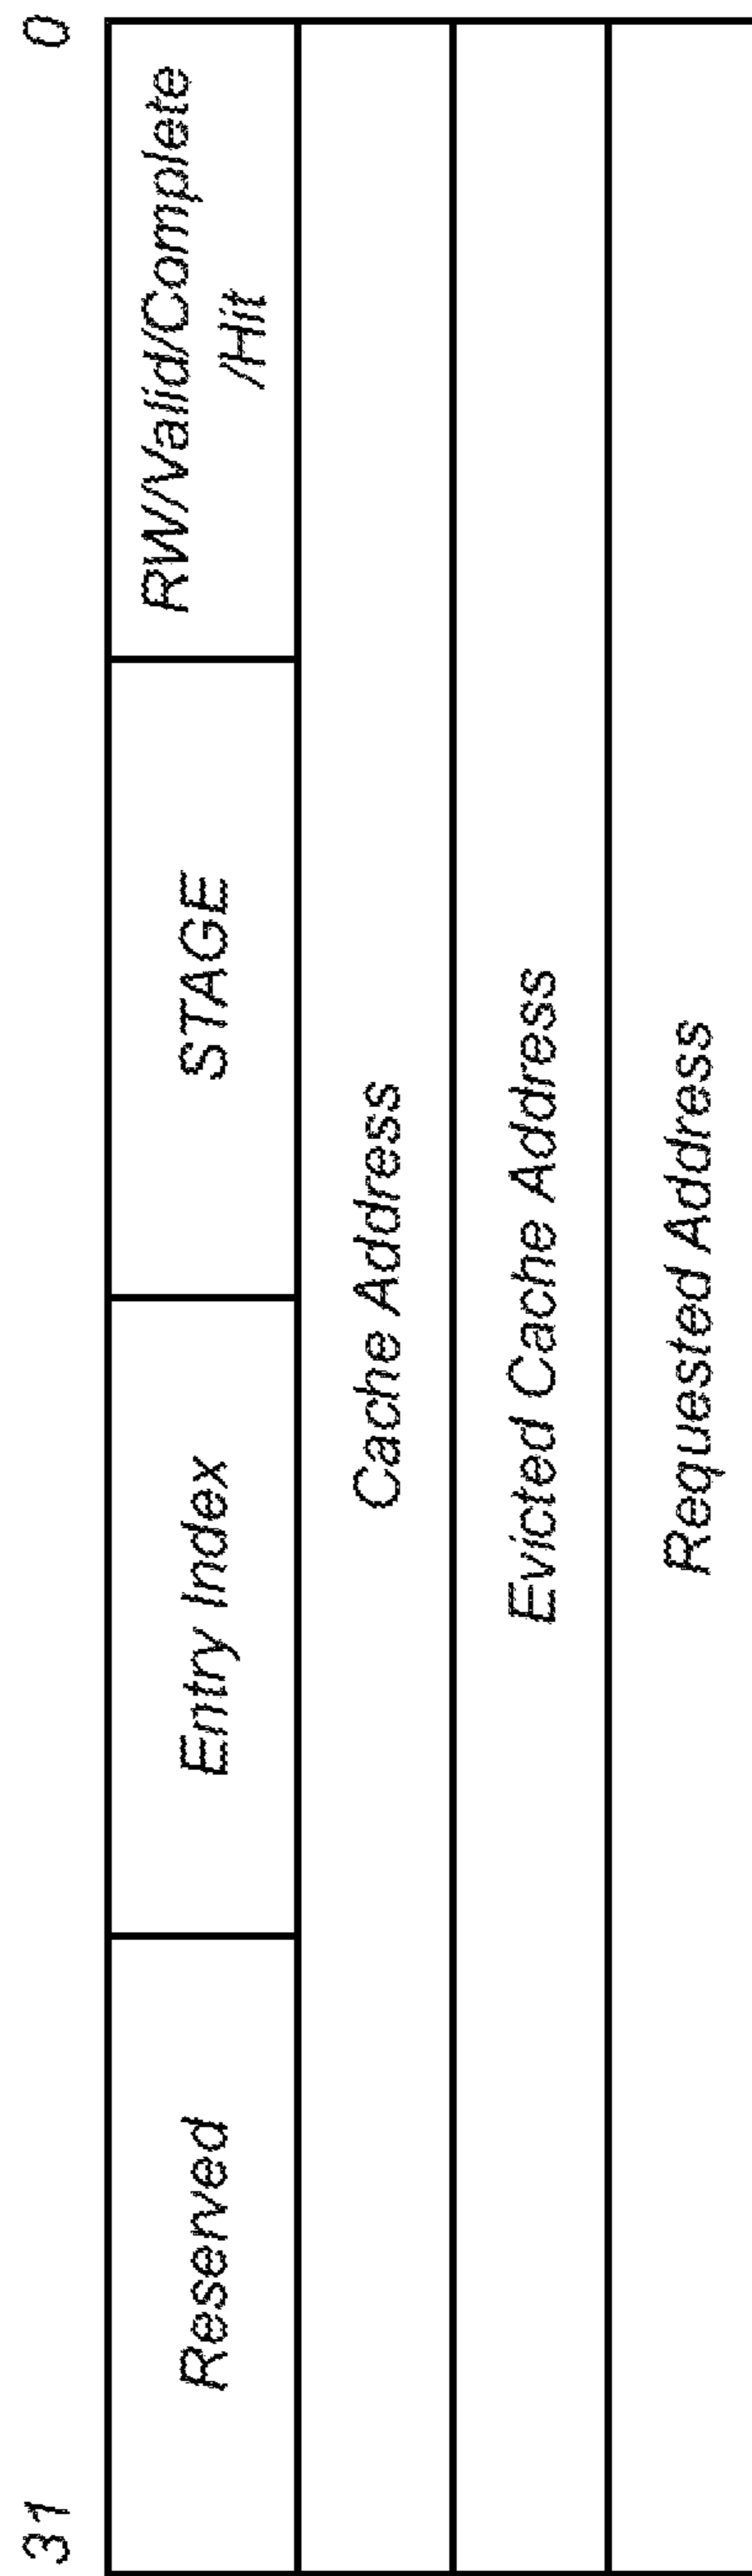 31
0
Reserved
Entry Index
STAGE
RW/Valid/Complete
/Hit
Cache Address
Evicted Cache Address
Requested Address